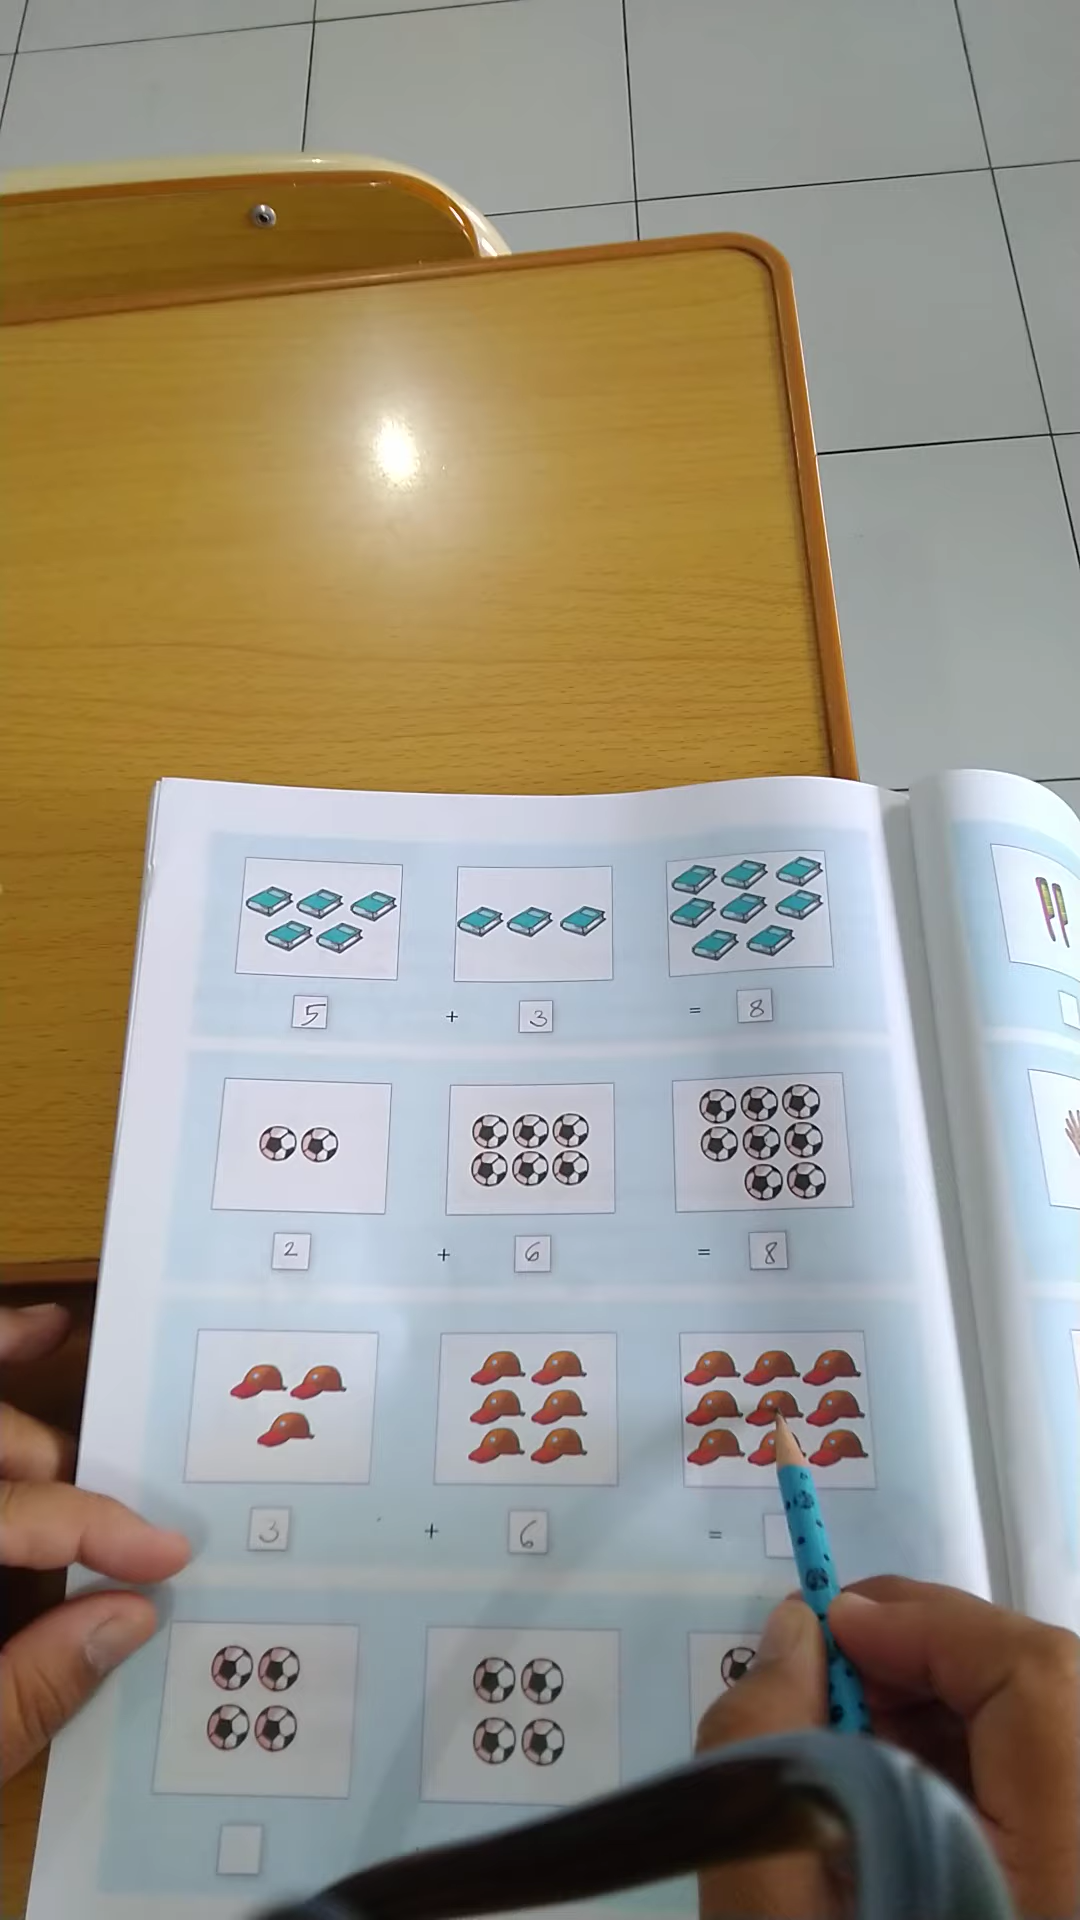 5 + 3 = 8
2 + 6 = 8
3 + 6 =